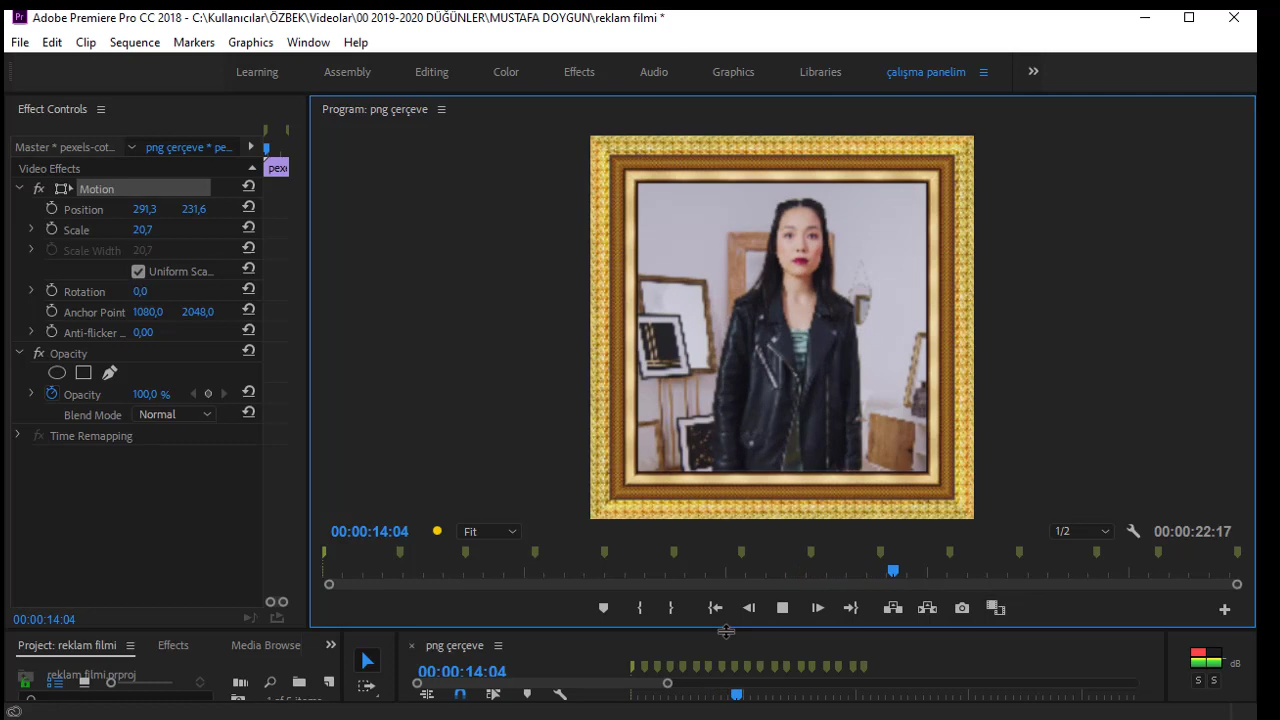 Adobe Premiere Pro CC 2018 - C:\Kullanıcılar\ÖZBEK\Videolar\00 2019-2020 DÜĞÜNLER\MUSTAFA DOYGUN\reklam filmi *
File Edit Clip Sequence Markers Graphics Window Help
Learning Assembly Editing Color Effects Audio Graphics Libraries çalışma panelim
Effect Controls
Program: png çerçeve
Master * pexels-cot... png çerçeve * pe...
Video Effects
pexe
fx Motion
Position 291,3 231,6
Scale 20,7
Scale Width 20,7
Uniform Sca...
Rotation 0,0
Anchor Point 1080,0 2048,0
Anti-flicker ... 0,00
fx Opacity
Opacity 100,0 %
Blend Mode Normal
fx Time Remapping
00:00:14:04 Fit 1/2 00:00:22:17
00:00:14:04
Project: reklam filmi Effects Media Browse
reklam filmi.prproj
png çerçeve
00:00:14:04
S S dB